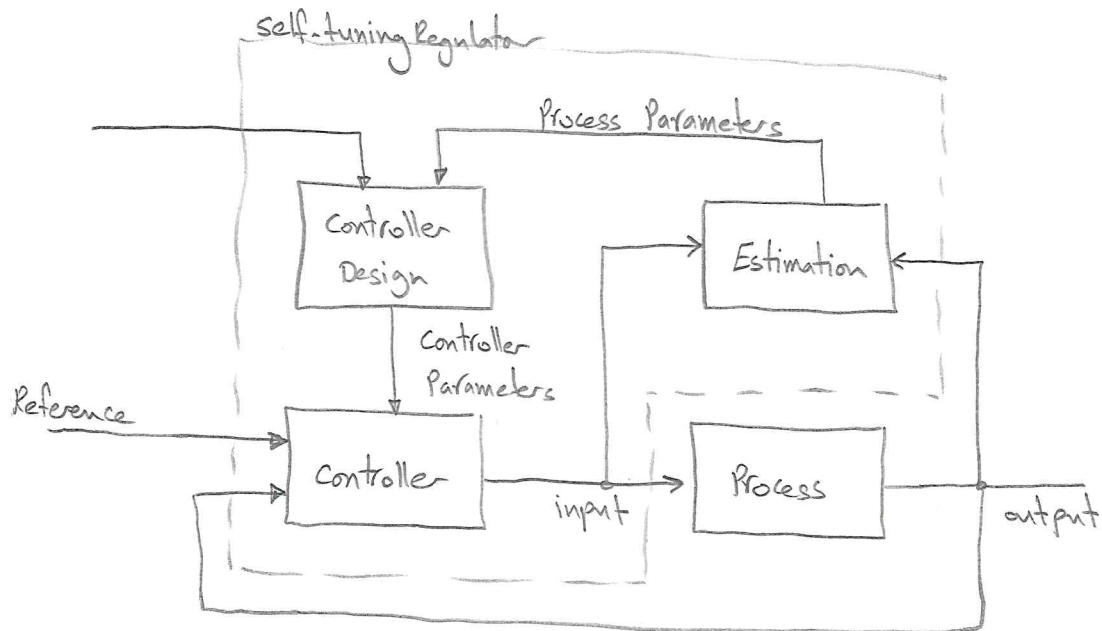 self-tuning Regulator
Process Parameters
Controller
Design
Estimation
Controller
Parameters
Reference
Controller
Process
input
output